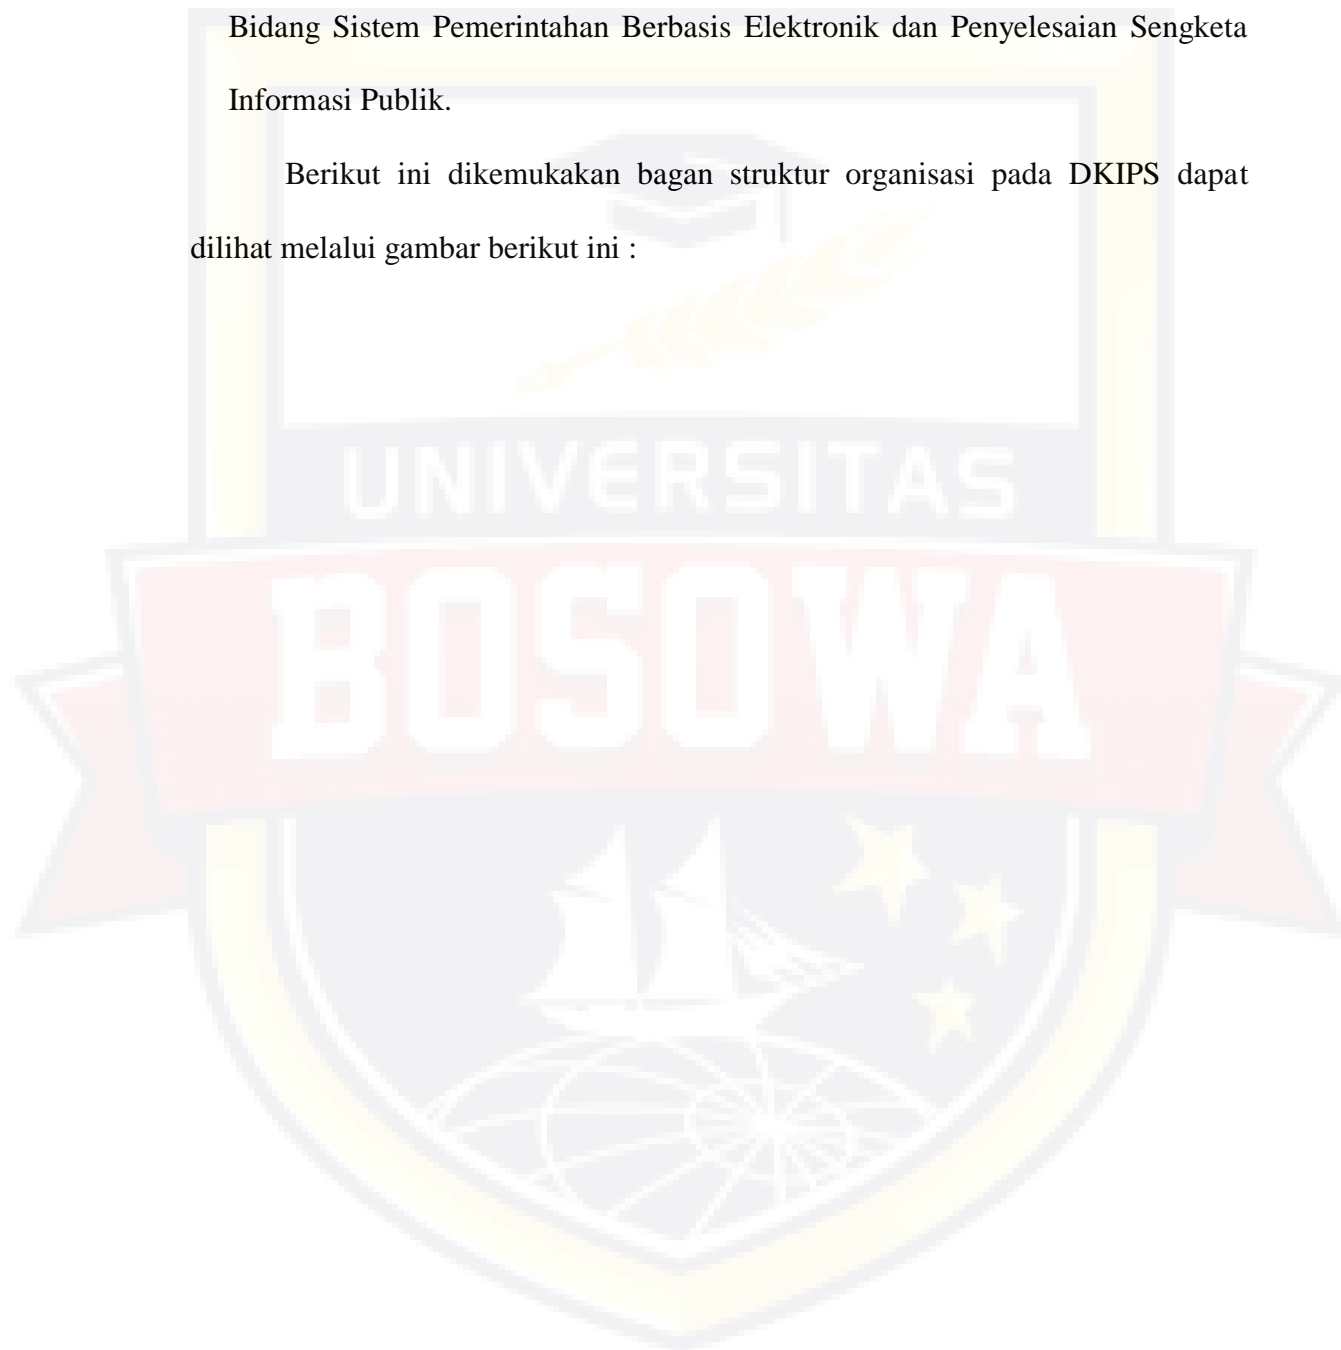 Bidang Sistem Pemerintahan Berbasis Elektronik dan Penyelesaian Sengketa
Informasi Publik.
Berikut ini dikemukakan bagan struktur organisasi pada DKIPS dapat
dilihat melalui gambar berikut ini :
UNIVERSITAS
BOSOWA